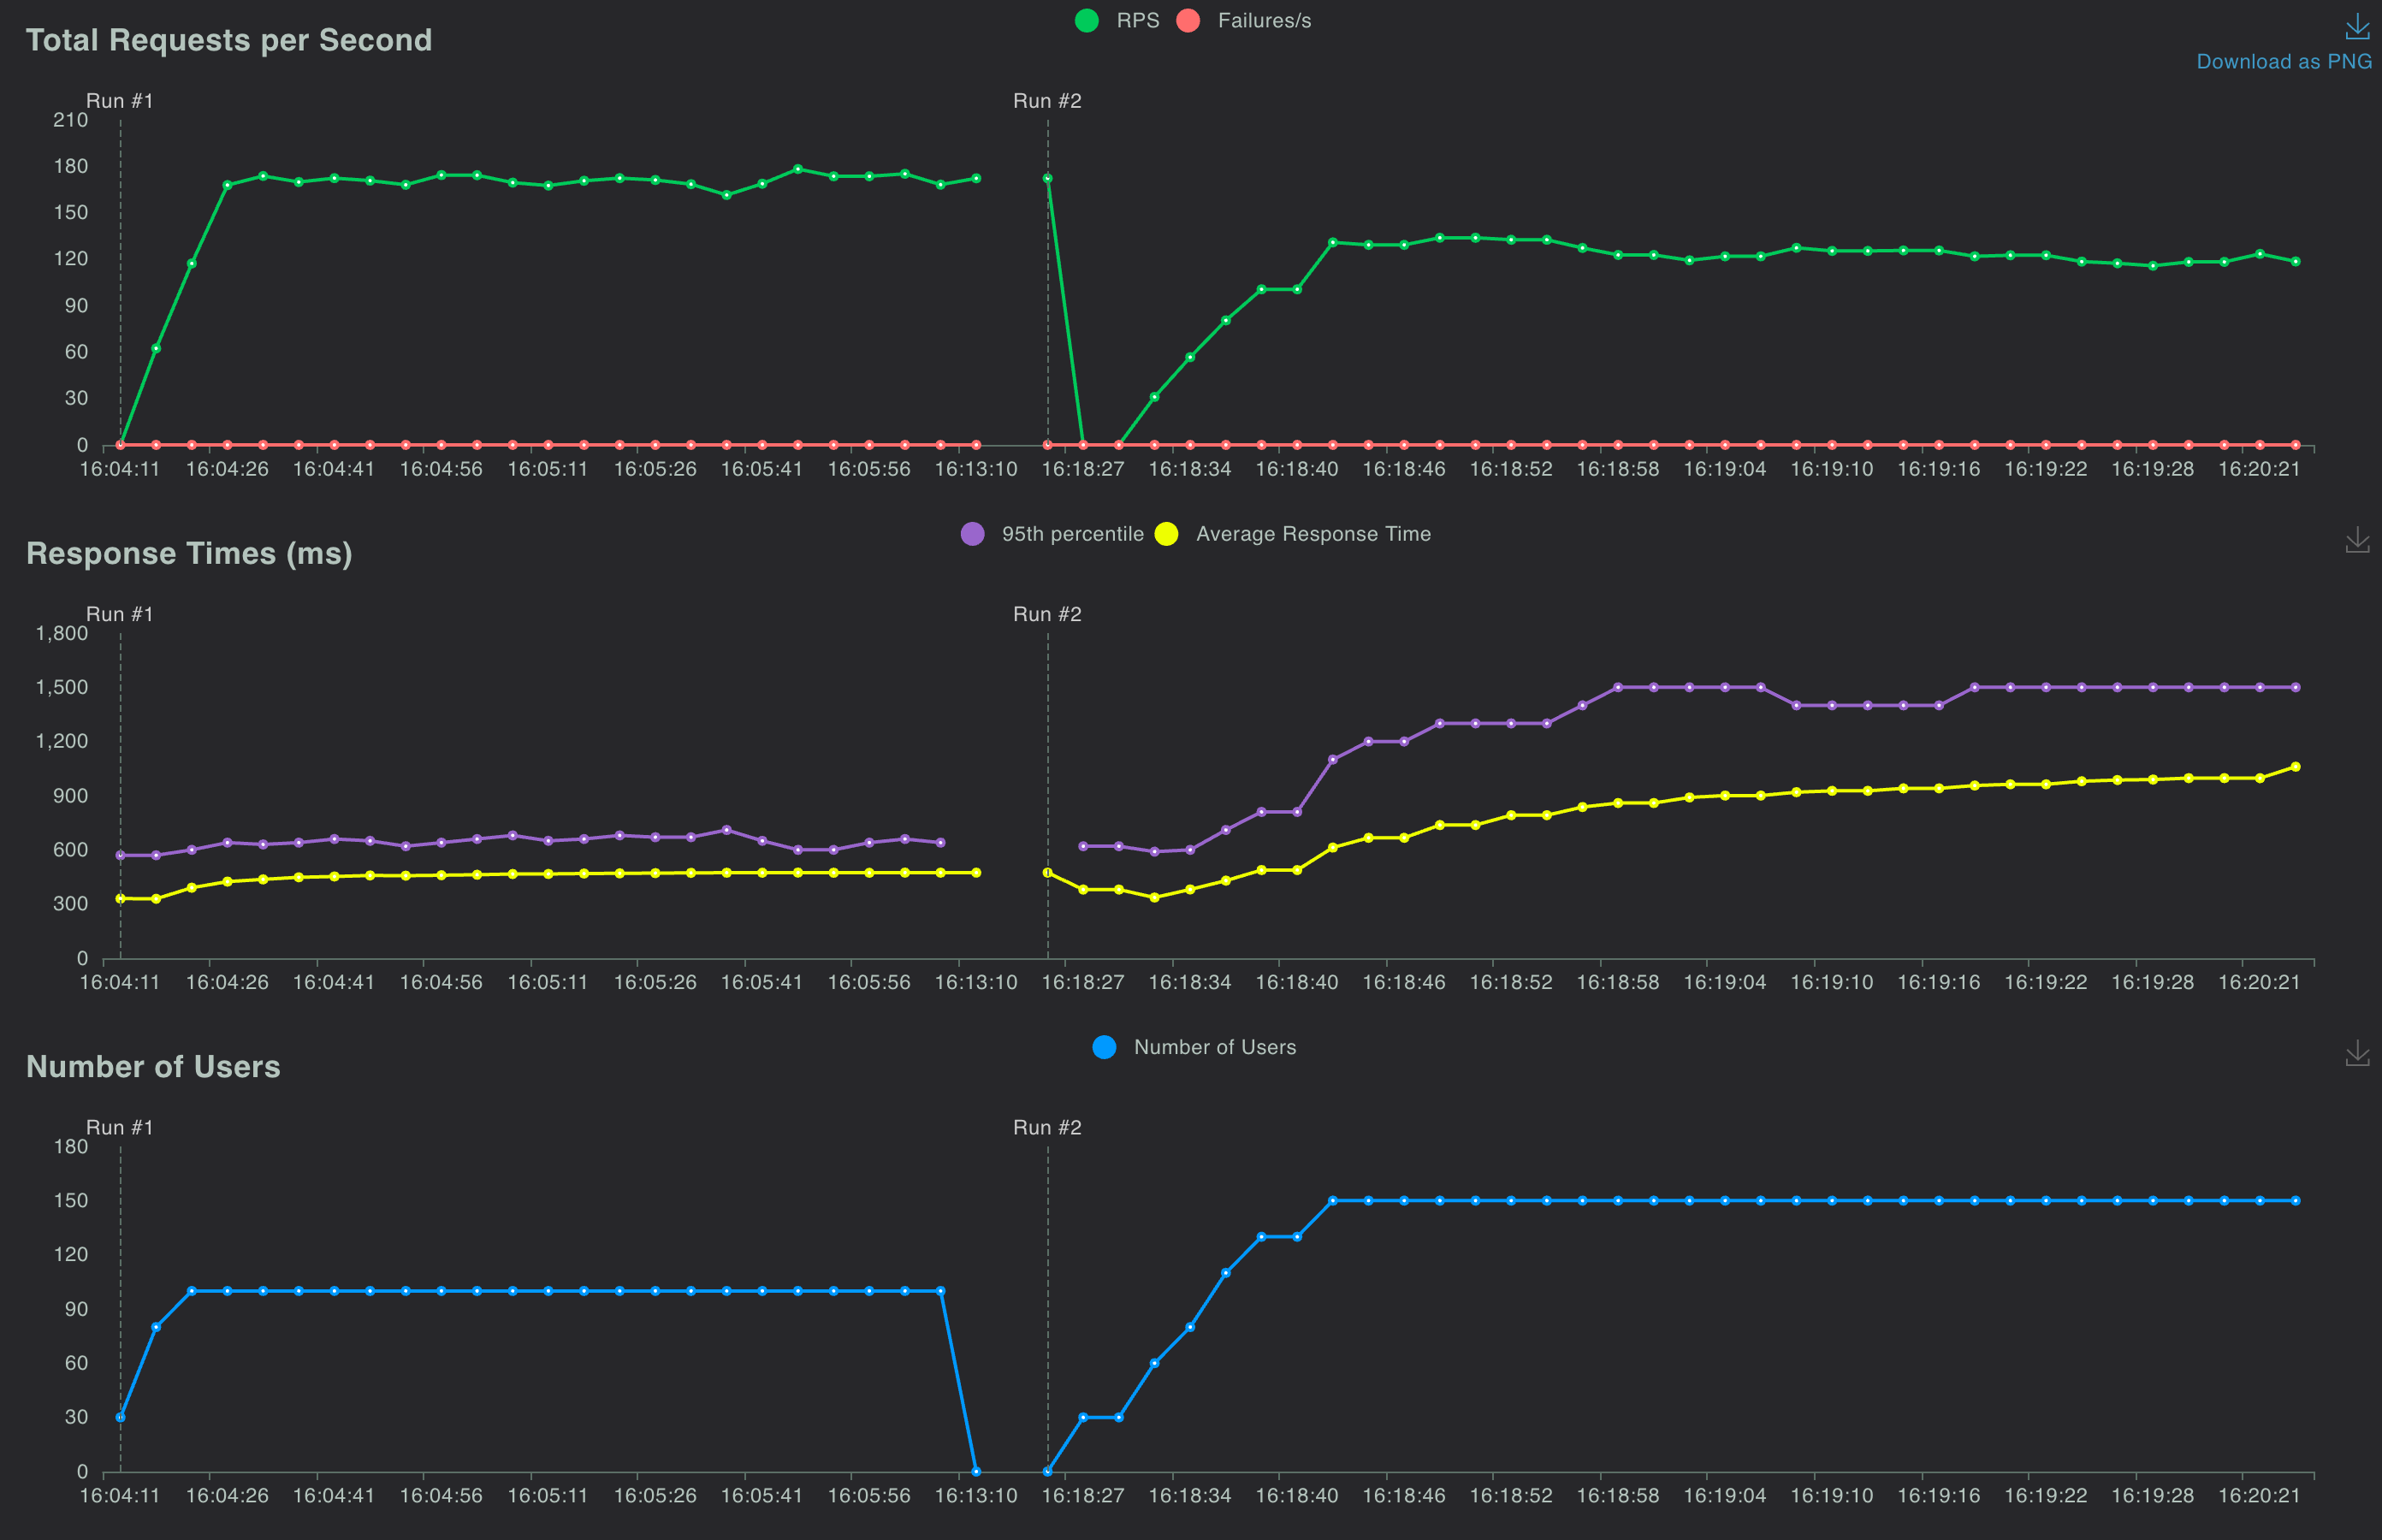 RPS Failures/s
Total Requests per Second
Download as PNG
Run #1 Run #2
210
180
150
120
90
60
30
0
16:04:11 16:04:26 16:04:41 16:04:56 16:05:11 16:05:26 16:05:41 16:05:56 16:13:10 16:18:27 16:18:34 16:18:40 16:18:46 16:18:52 16:18:58 16:19:04 16:19:10 16:19:16 16:19:22 16:19:28 16:20:21
95th percentile Average Response Time
Response Times (ms)
Run #1 Run #2
1,800
1,500
1,200
900
600
300
0
16:04:11 16:04:26 16:04:41 16:04:56 16:05:11 16:05:26 16:05:41 16:05:56 16:13:10 16:18:27 16:18:34 16:18:40 16:18:46 16:18:52 16:18:58 16:19:04 16:19:10 16:19:16 16:19:22 16:19:28 16:20:21
Number of Users
Number of Users
Run #1 Run #2
180
150
120
90
60
30
0
16:04:11 16:04:26 16:04:41 16:04:56 16:05:11 16:05:26 16:05:41 16:05:56 16:13:10 16:18:27 16:18:34 16:18:40 16:18:46 16:18:52 16:18:58 16:19:04 16:19:10 16:19:16 16:19:22 16:19:28 16:20:21